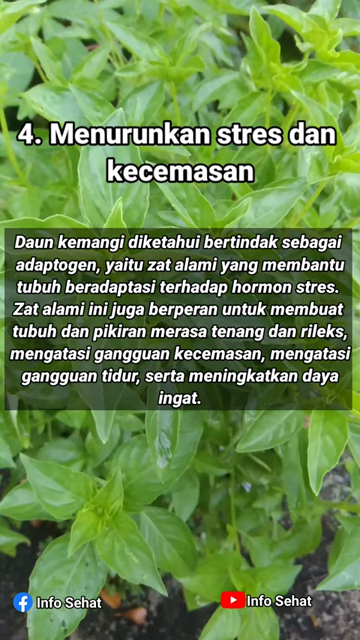 4. Menurunkan stres dan
kecemasan
Daun kemangi diketahui bertindak sebagai
adaptogen, yaitu zat alami yang membantu
tubuh beradaptasi terhadap hormon stres.
Zat alami ini juga berperan untuk membuat
tubuh dan pikiran merasa tenang dan rileks,
mengatasi gangguan kecemasan, mengatasi
gangguan tidur, serta meningkatkan daya
ingat.
Info Sehat
Info Sehat